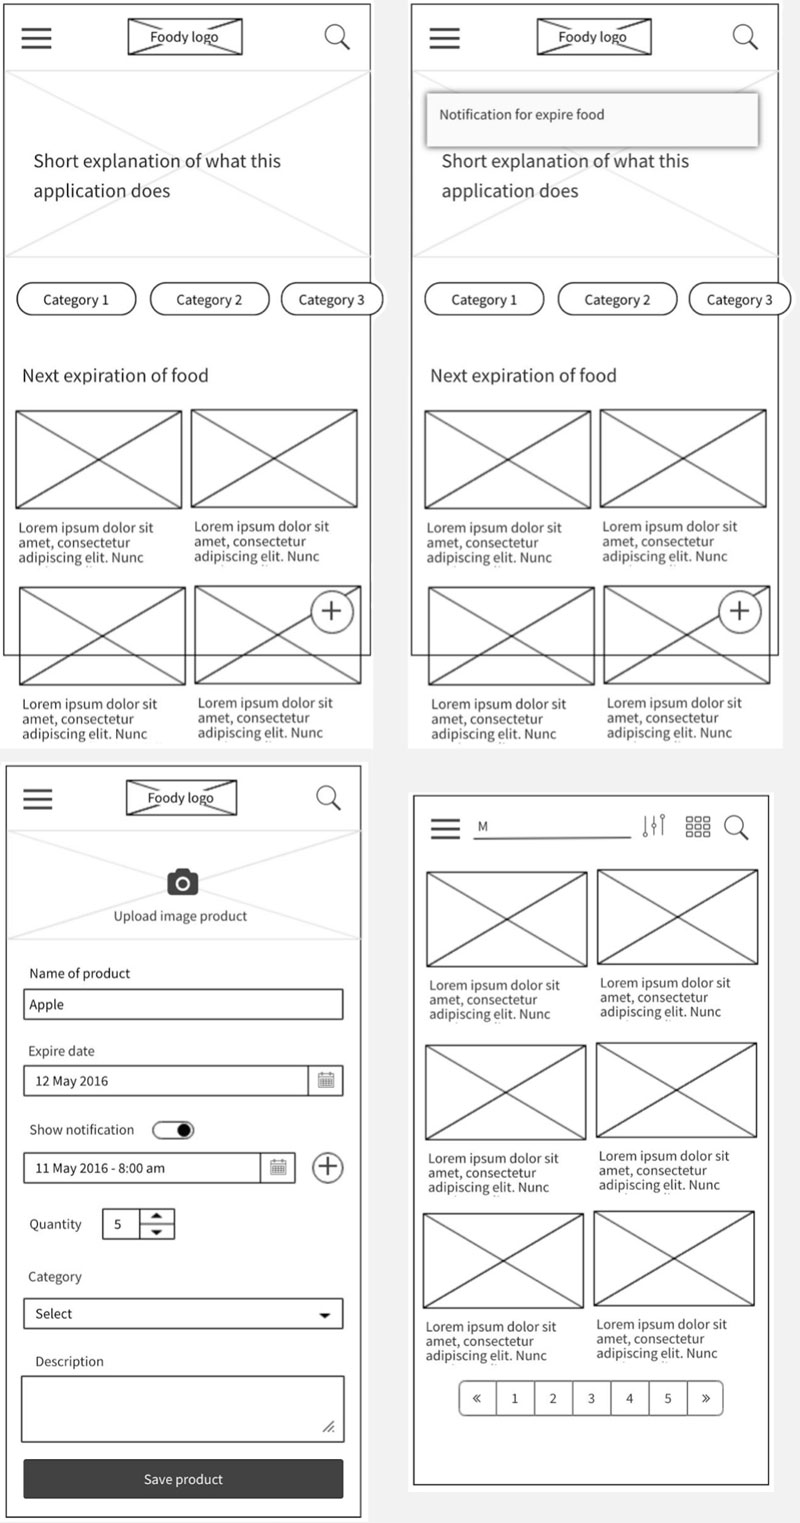 Foody logo
Short explanation of what this
application does
Category 1
Category 2
Category 3
Next expiration of food
Lorem ipsum dolor sit
amet, consectetur
adipiscing elit. Nunc
Lorem ipsum dolor sit
amet, consectetur
adipiscing elit. Nunc
Lorem ipsum dolor sit
amet, consectetur
adipiscing elit. Nunc
Lorem ipsum dolor sit
amet, consectetur
adipiscing elit. Nunc
Foody logo
Notification for expire food
Short explanation of what this
application does
Category 1
Category 2
Category 3
Next expiration of food
Lorem ipsum dolor sit
amet, consectetur
adipiscing elit. Nunc
Lorem ipsum dolor sit
amet, consectetur
adipiscing elit. Nunc
Lorem ipsum dolor sit
amet, consectetur
adipiscing elit. Nunc
Lorem ipsum dolor sit
amet, consectetur
adipiscing elit. Nunc
Foody logo
Upload image product
Name of product
Apple
Expire date
12 May 2016
Show notification
11 May 2016 - 8:00 am
Quantity
5
Category
Select
Description
Save product
M
Lorem ipsum dolor sit
amet, consectetur
adipiscing elit. Nunc
Lorem ipsum dolor sit
amet, consectetur
adipiscing elit. Nunc
Lorem ipsum dolor sit
amet, consectetur
adipiscing elit. Nunc
Lorem ipsum dolor sit
amet, consectetur
adipiscing elit. Nunc
Lorem ipsum dolor sit
amet, consectetur
adipiscing elit. Nunc
Lorem ipsum dolor sit
amet, consectetur
adipiscing elit. Nunc
« 1 2 3 4 5 »